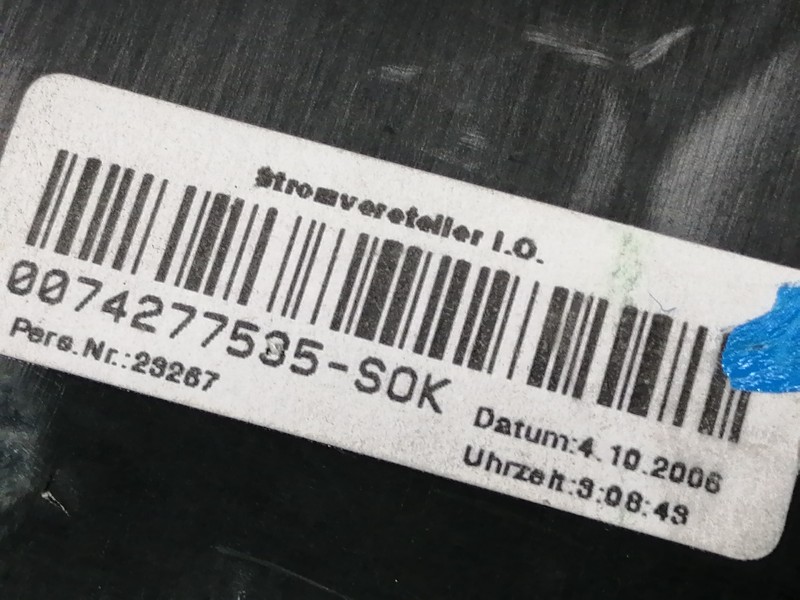 Stromverteiler i.O.
0074277535-SOK
Pers.Nr.:23267
Datum:4.10.2006
Uhrzeit:3:08:43